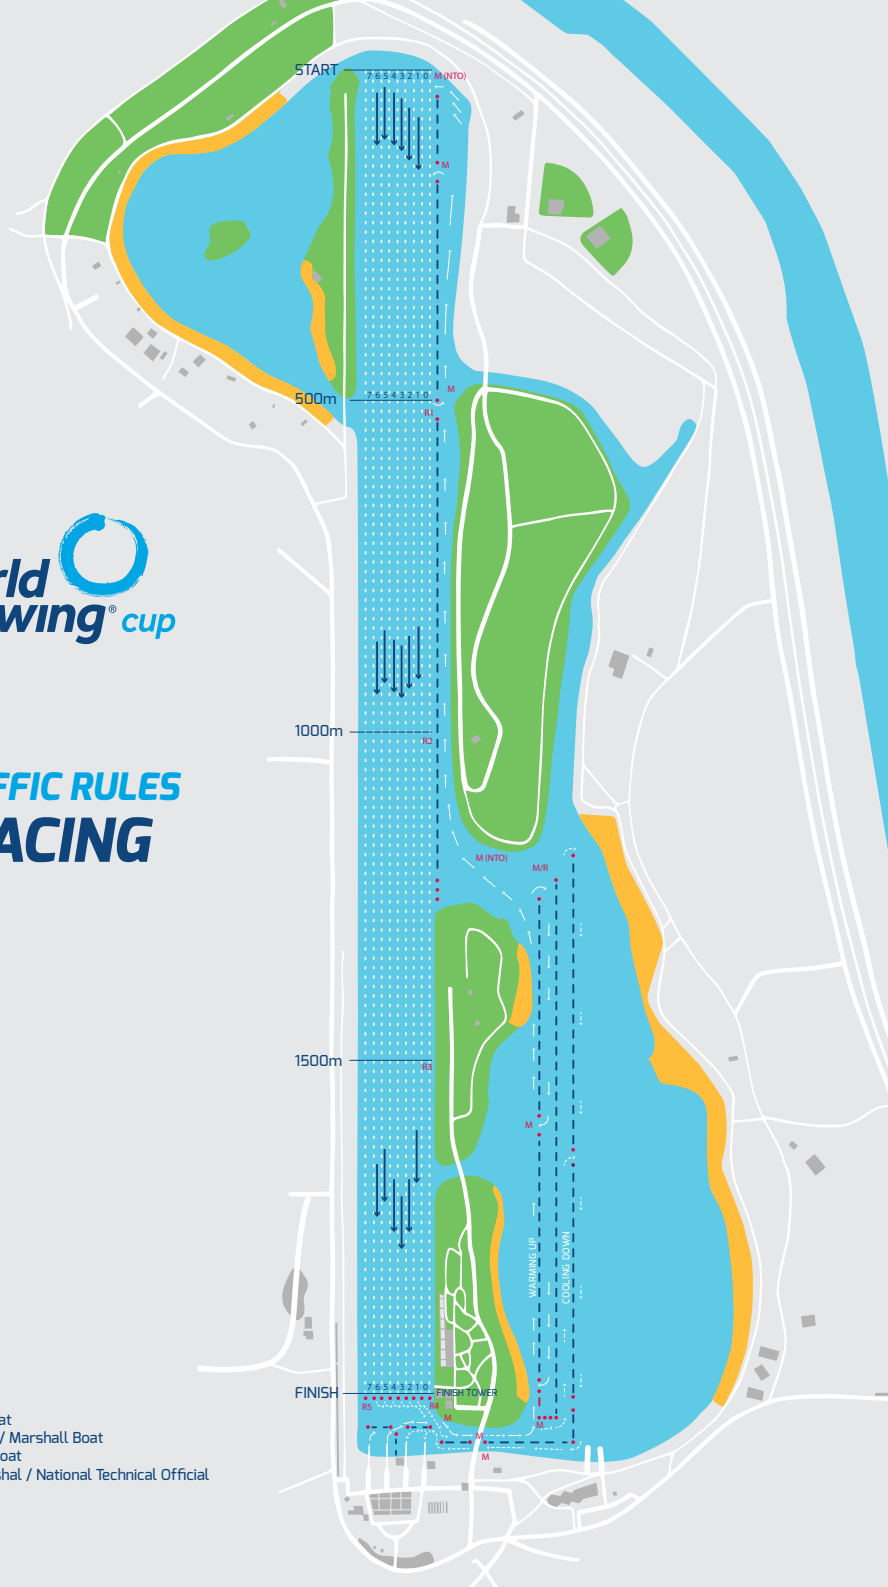 START
7 6 5 4 3 2 1 0
M (NTO)
M
500m
7 6 5 4 3 2 1 0
M
R1
rld
wing® cup
1000m
R2
FFIC RULES
ACING
M (NTO)
M/R
1500m
R3
M
WARMING UP
COOLING DOWN
FINISH
7 6 5 4 3 2 1 0
FINISH TOWER
R5
R4
M
M
M
M
at
/ Marshall Boat
oat
hal / National Technical Official